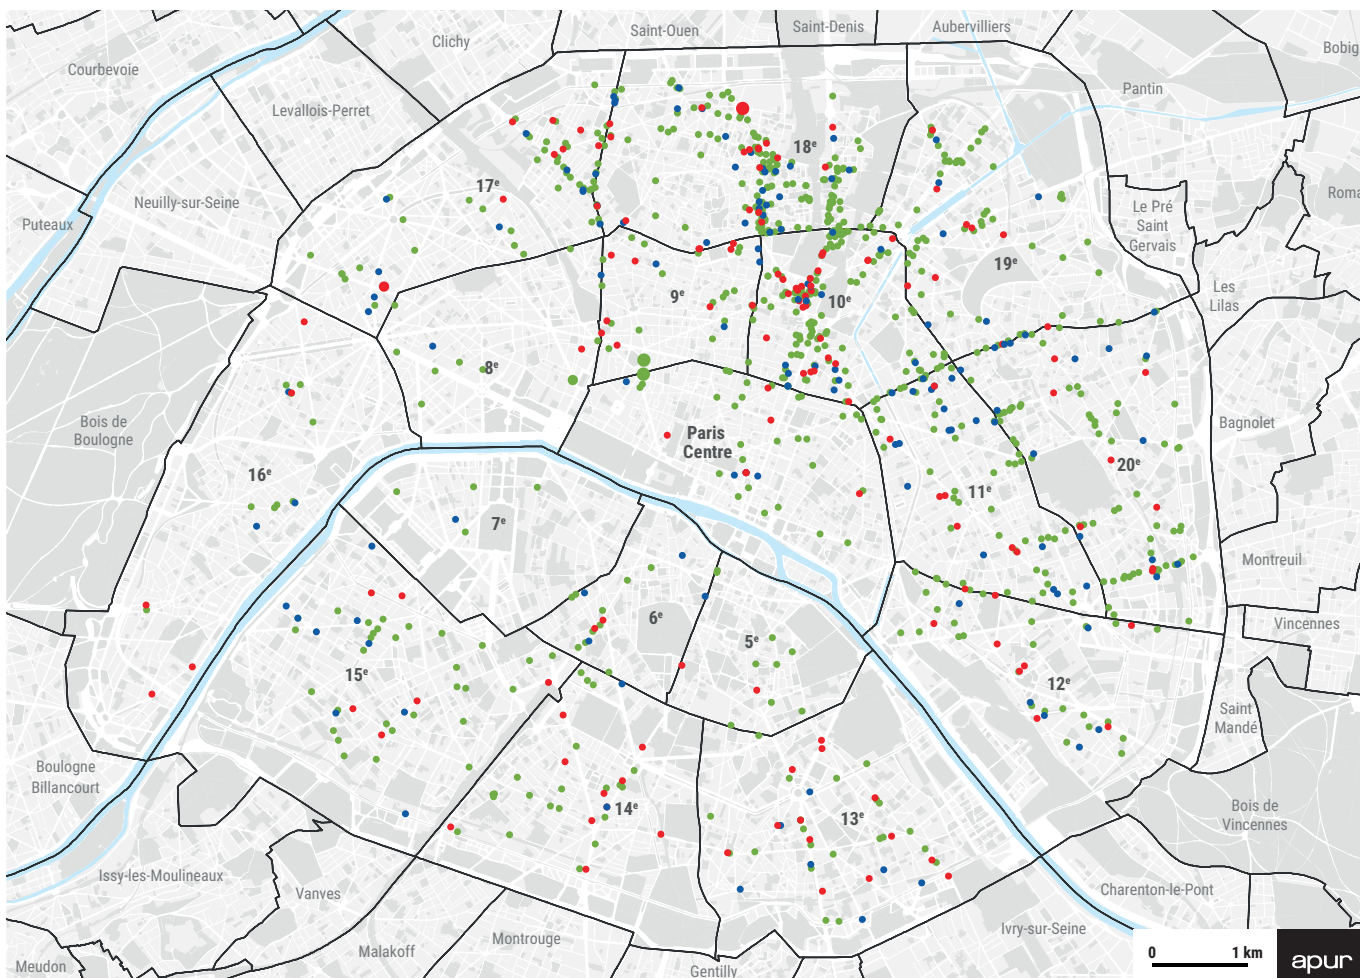 Saint-Ouen
Saint-Denis
Aubervilliers
Clichy
Bobig
Courbevoie
Pantin
Levallois-Perret
18e
17e
Roma
Neuilly-sur-Seine
Le Pré
Saint
Gervais
Puteaux
19e
Les
Lilas
9e
10e
8e
Bois de
Boulogne
Bagnolet
Paris
Centre
20e
16e
11e
7e
Montreuil
6e
Vincennes
5e
15e
12e
Saint
Mandé
Boulogne
Billancourt
14e
13e
Bois de
Vincennes
Issy-les-Moulineaux
Charenton-le-Pont
Vanves
Ivry-sur-Seine
Montrouge
Malakoff
Meudon
Gentilly
0 1 km
apur